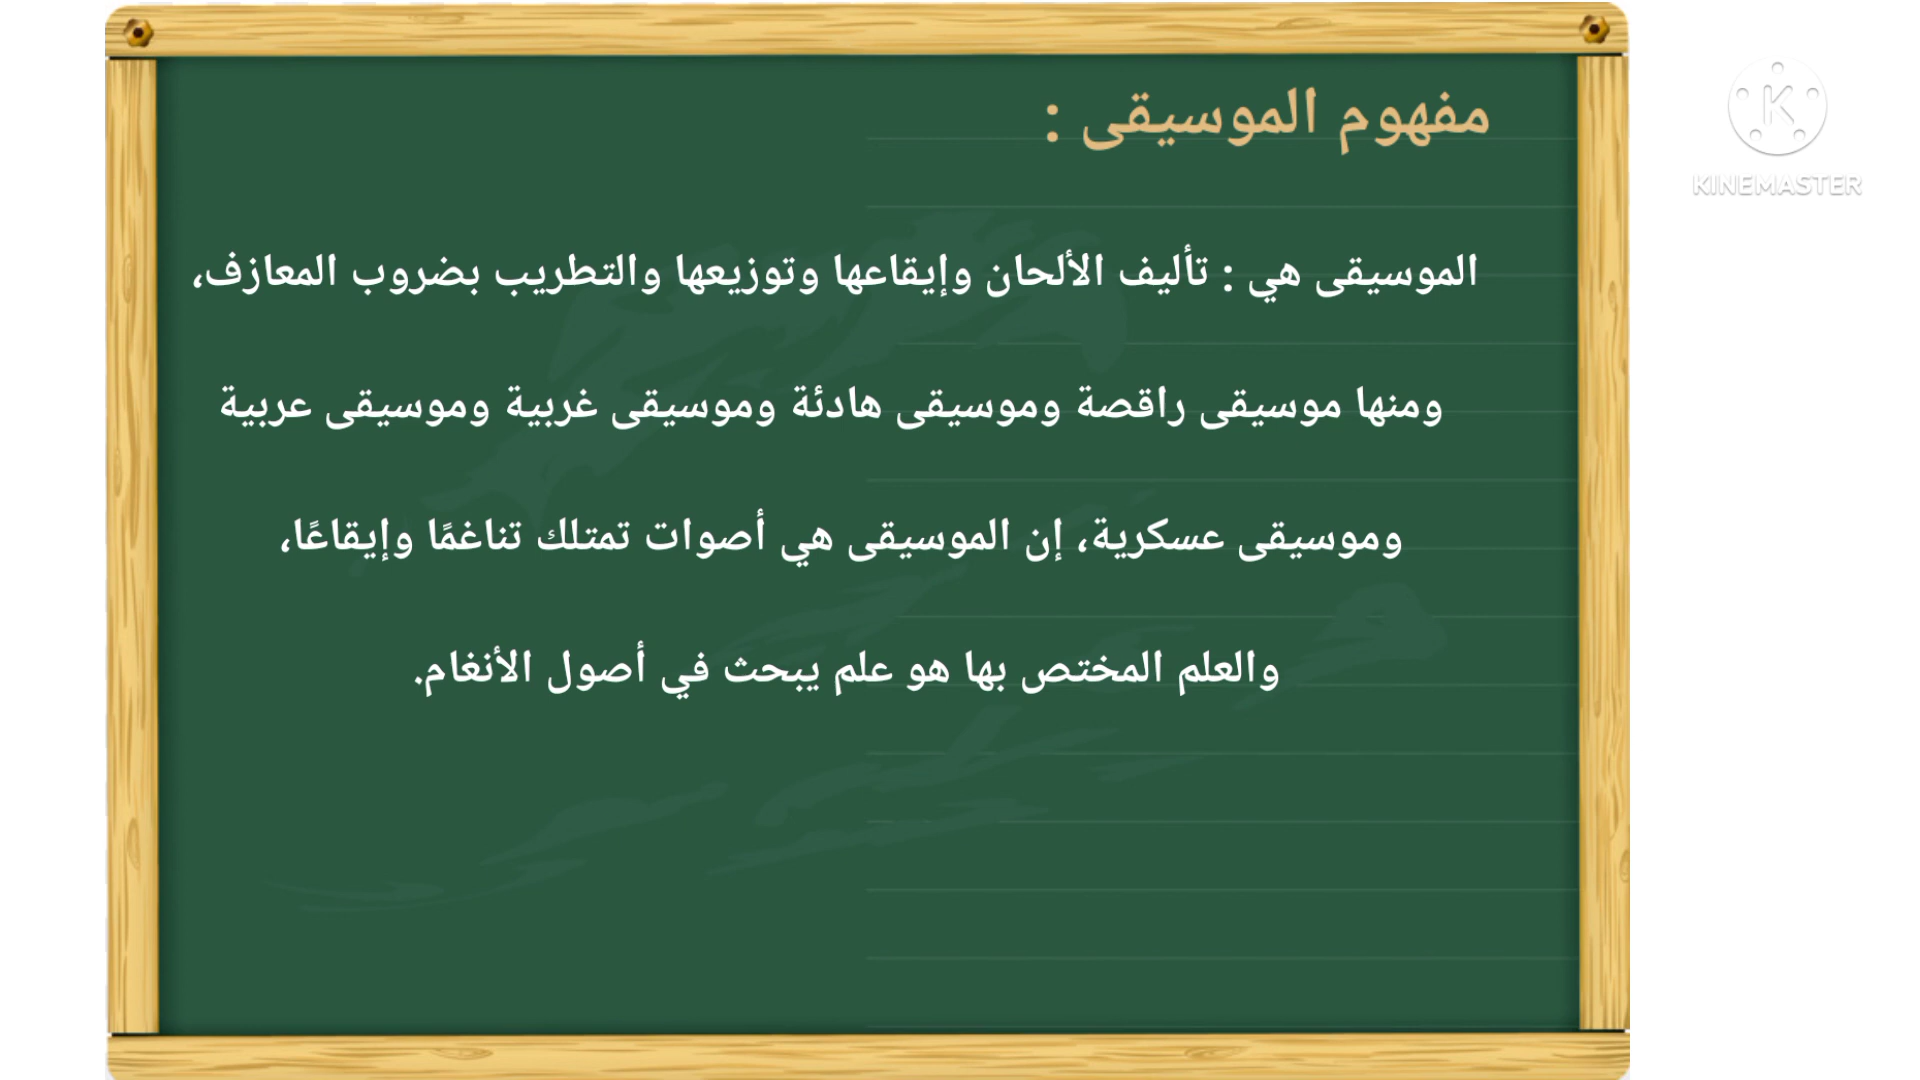 مفهوم الموسيقى :
الموسيقى هي : تأليف الألحان وإيقاعها وتوزيعها والتطريب بضروب المعازف،
ومنها موسيقى راقصة وموسيقى هادئة وموسيقى غربية وموسيقى عربية
وموسيقى عسكرية، إن الموسيقى هي أصوات تمتلك تناغمًا وإيقاعًا،
والعلم المختص بها هو علم يبحث في أصول الأنغام.
K
KINEMASTER